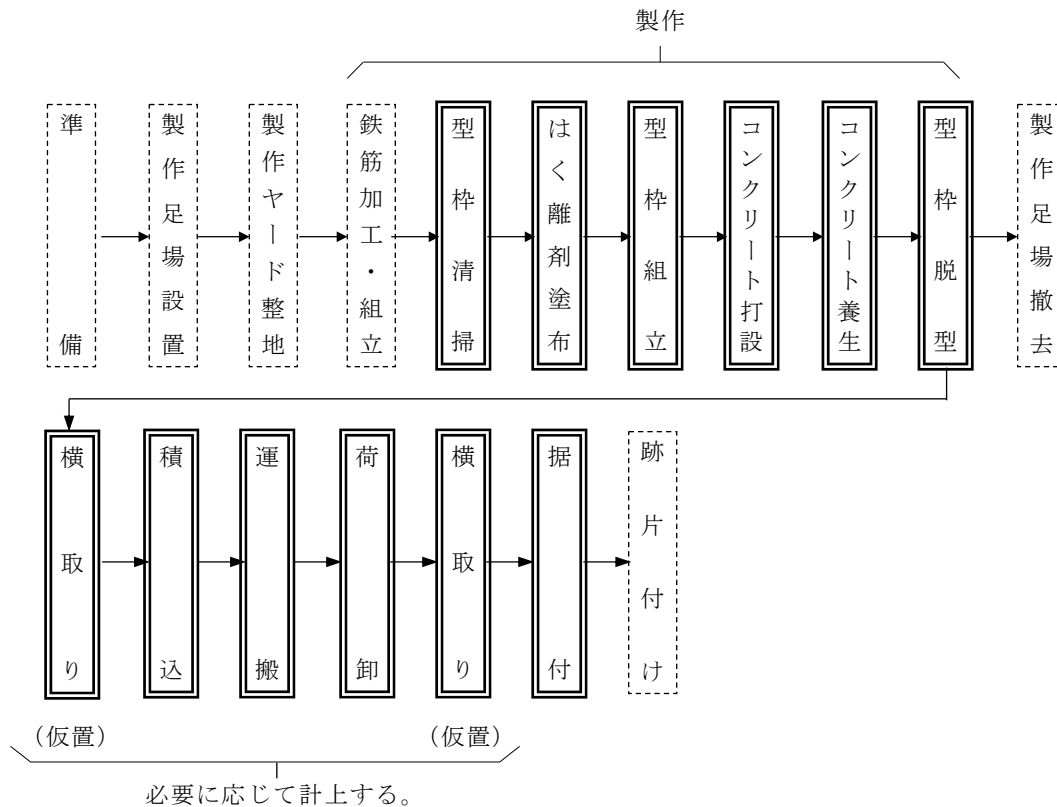 製作
準備
製作足場設置
製作ヤード整地
鉄筋加工・組立
型枠清掃
はく離剤塗布
型枠組立
コンクリート打設
コンクリート養生
型枠脱型
製作足場撤去
横取り
積込
運搬
荷卸
横取り
据付
跡片付け
(仮置)
(仮置)
必要に応じて計上する。